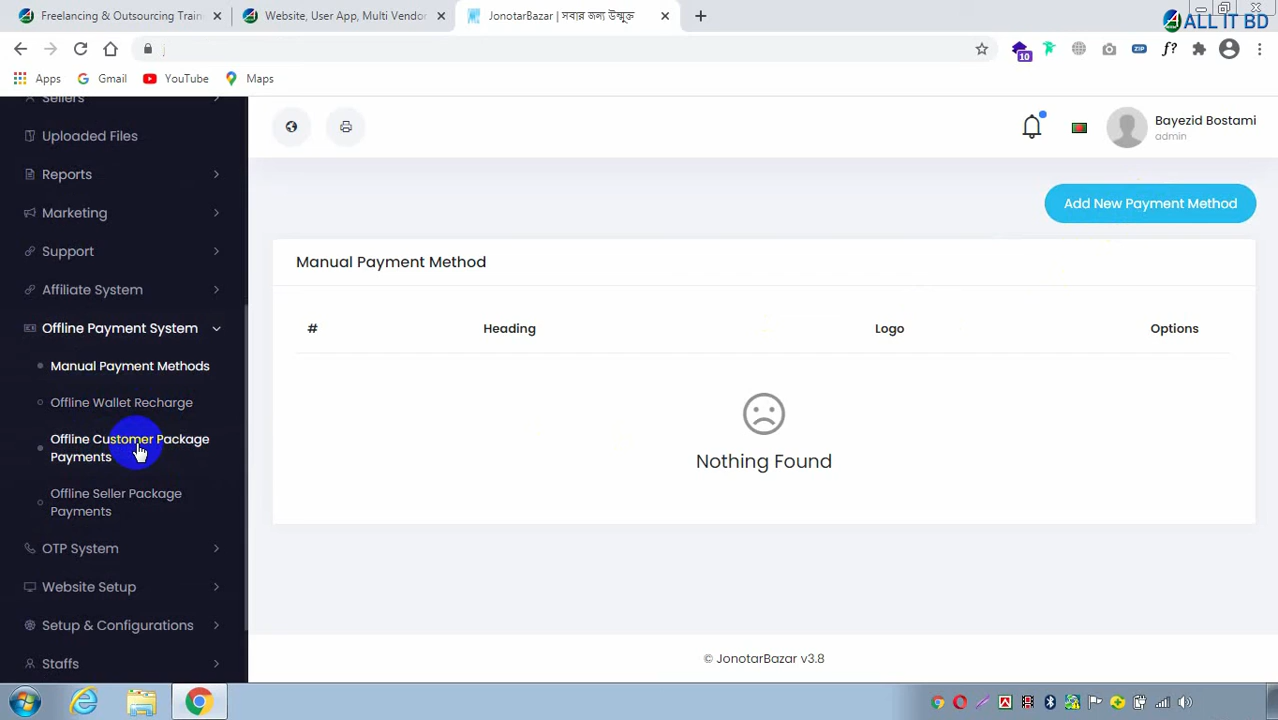 Freelancing & Outsourcing Train
Website, User App, Multi Vendor
JonotarBazar | সবার জন্য উন্মুক্ত
ALL IT BD
10
ZIP
f?
Apps
Gmail
YouTube
Maps
Sellers
Uploaded Files
Reports
Marketing
Support
Affiliate System
Offline Payment System
Manual Payment Methods
Offline Wallet Recharge
Offline Customer Package
Payments
Offline Seller Package
Payments
OTP System
Website Setup
Setup & Configurations
Staffs
Bayezid Bostami
admin
Add New Payment Method
Manual Payment Method
# Heading Logo Options
Nothing Found
© JonotarBazar v3.8